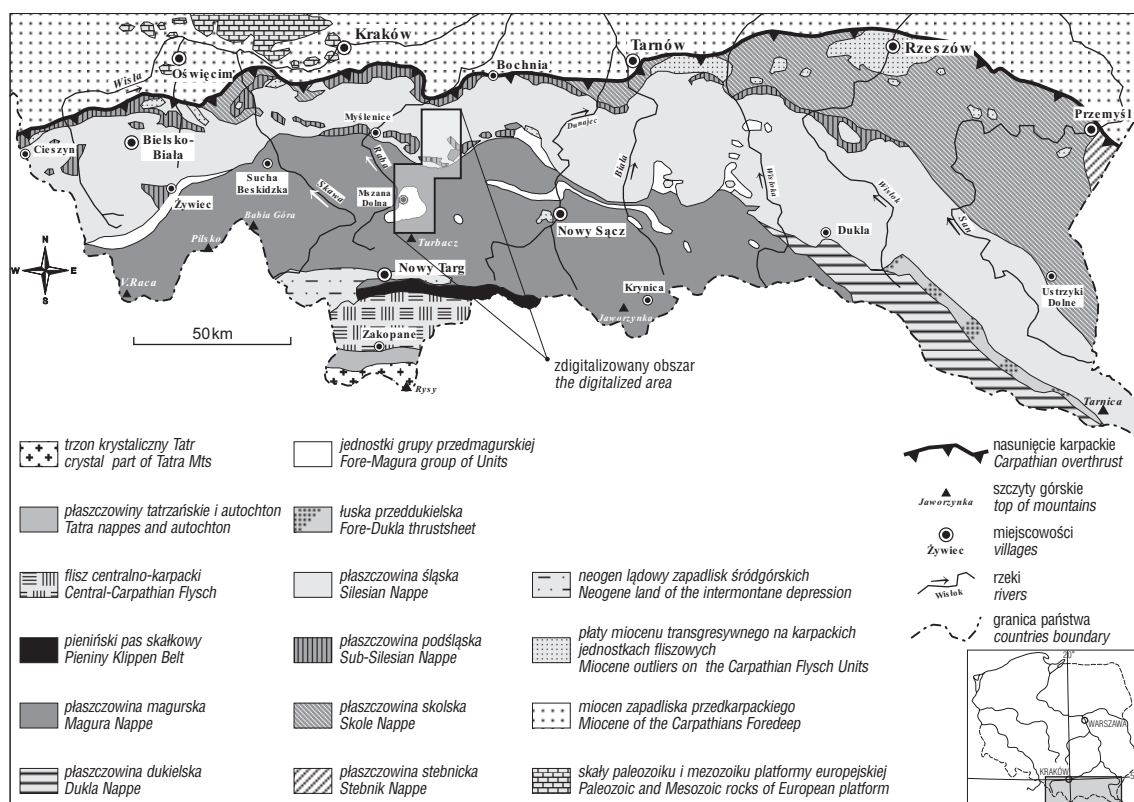 Kraków
Oświęcim
Wisła
Bochnia
Tarnów
Rzeszów
Przemyśl
Cieszyn
Bielsko-
Biała
Myślenice
Raba
Dunajec
Biała
Wisłoka
Wisłok
San
Żywiec
Sucha
Beskidzka
Skawa
Mszana
Dolna
Babia Góra
Pilsko
V.Raca
Turbacz
Nowy Sącz
Dukla
Nowy Targ
Krynica
Jaworzynka
Ustrzyki
Dolne
Zakopane
Rysy
Tarnica
N
W E
S
50km
zdigitalizowany obszar
the digitalized area
trzon krystaliczny Tatr
crystal part of Tatra Mts
płaszczowiny tatrzańskie i autochton
Tatra nappes and autochton
flisz centralno-karpacki
Central-Carpathian Flysch
pieniński pas skałkowy
Pieniny Klippen Belt
płaszczowina magurska
Magura Nappe
płaszczowina dukielska
Dukla Nappe
jednostki grupy przedmagurskiej
Fore-Magura group of Units
łuska przeddukielska
Fore-Dukla thrustsheet
płaszczowina śląska
Silesian Nappe
płaszczowina podśląska
Sub-Silesian Nappe
płaszczowina skolska
Skole Nappe
płaszczowina stebnicka
Stebnik Nappe
neogen lądowy zapadlisk śródgórskich
Neogene land of the intermontane depression
płaty miocenu transgresywnego na karpackich
jednostkach fliszowych
Miocene outliers on the Carpathian Flysch Units
miocen zapadliska przedkarpackiego
Miocene of the Carpathians Foredeep
skały paleozoiku i mezozoiku platformy europejskiej
Paleozoic and Mesozoic rocks of European platform
nasunięcie karpackie
Carpathian overthrust
Jaworzynka
szczyty górskie
top of mountains
Żywiec
miejscowości
villages
Wisłok
rzeki
rivers
granica państwa
countries boundary
20°
WARSZAWA
KRAKÓW